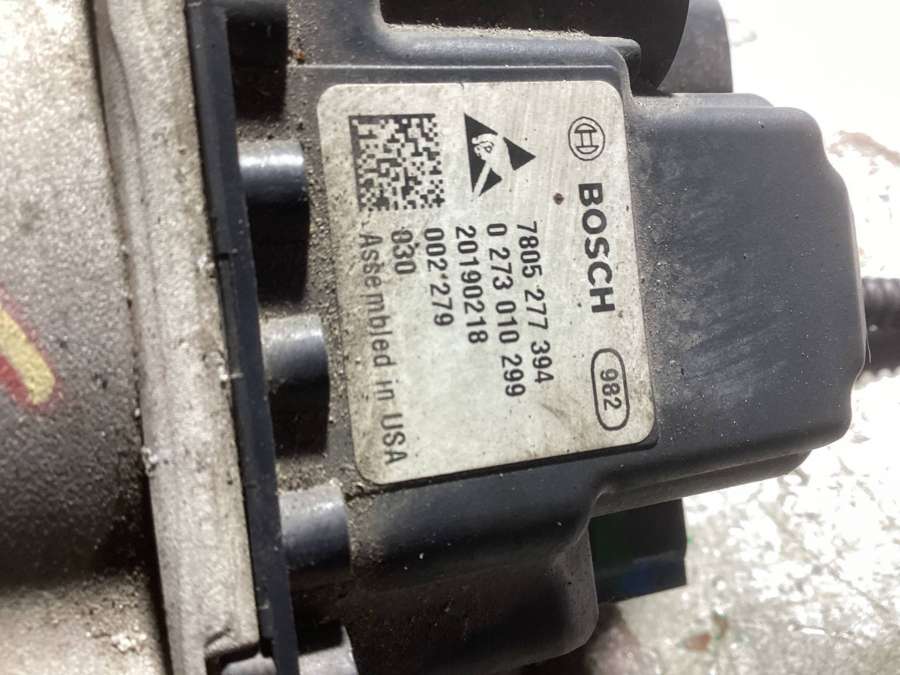 BOSCH
982
7805 277 394
0 273 010 299
20190218
002*279
030
Assembled in USA